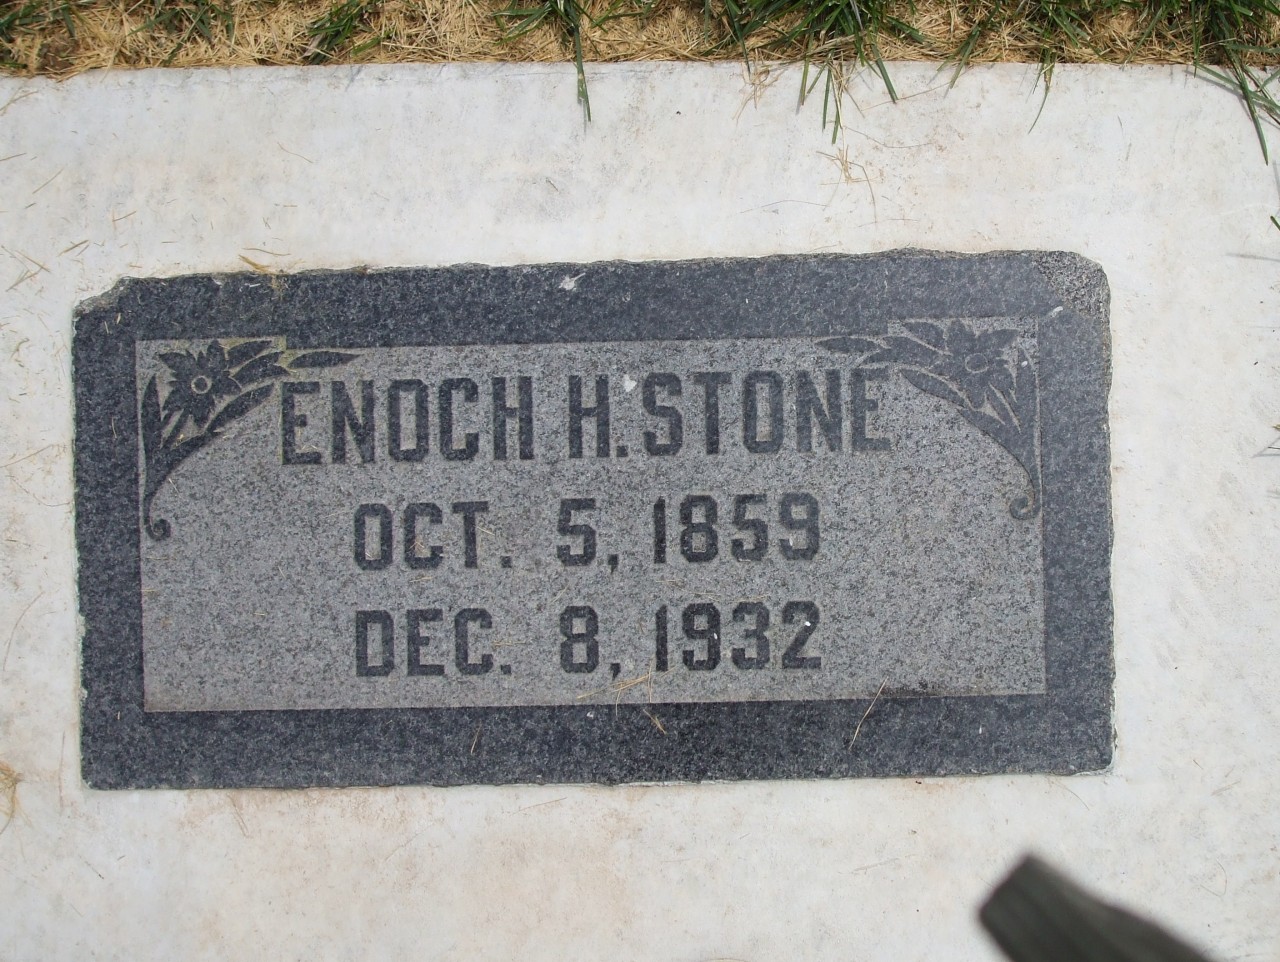 ENOCH H. STONE
OCT. 5, 1859
DEC. 8, 1932